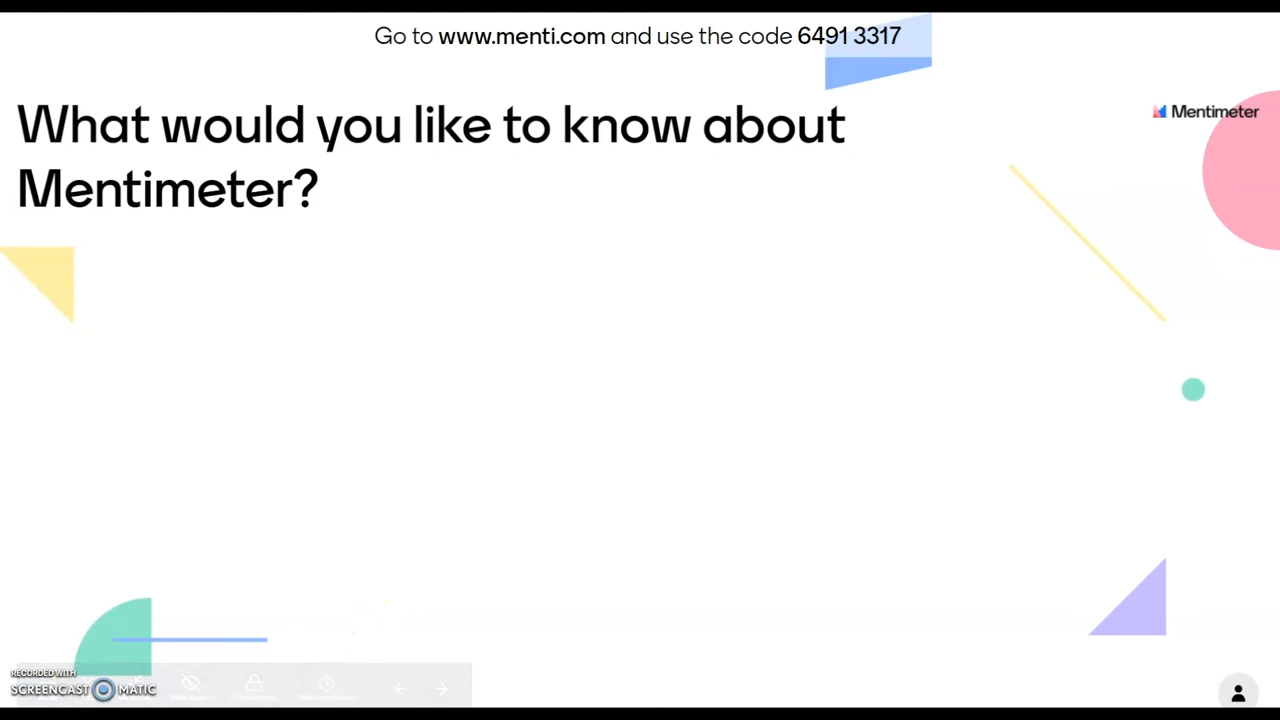 Go to www.menti.com and use the code 6491 3317
What would you like to know about
Mentimeter?
Mentimeter
RECORDED WITH
SCREENCAST MATIC